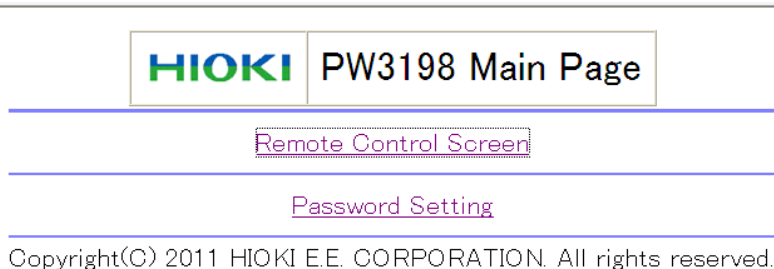 HIOKI PW3198 Main Page
Remote Control Screen
Password Setting
Copyright(C) 2011 HIOKI E.E. CORPORATION. All rights reserved.